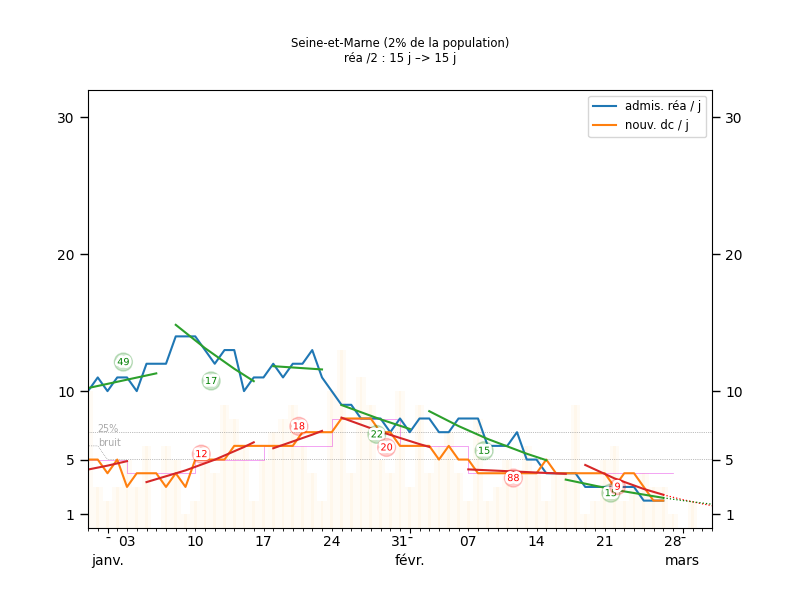 Seine-et-Marne (2% de la population)
réa /2 : 15 j –> 15 j
admis. réa / j
nouv. dc / j
30 30
20 20
10 10
5 5
1 1
49
17
12
18
22
20
15
88
9
25%
bruit
03 10 17 24 31 07 14 21 28
janv. févr. mars